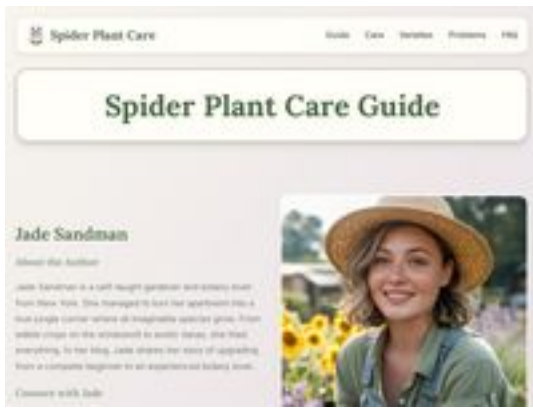 Spider Plant Care
Guide Care Varieties Problems FAQ
Spider Plant Care Guide
Jade Sandman
About the Author
Jade Sandman is a self-taught gardener and botany lover
from New York. She managed to turn her apartment into a
true jungle corner where all imaginable species grow. From
edible crops on the windowsill to exotic trees, she tried
everything. In her blog, Jade shares her story of upgrading
from a complete beginner to an experienced botany lover.
Connect with Jade